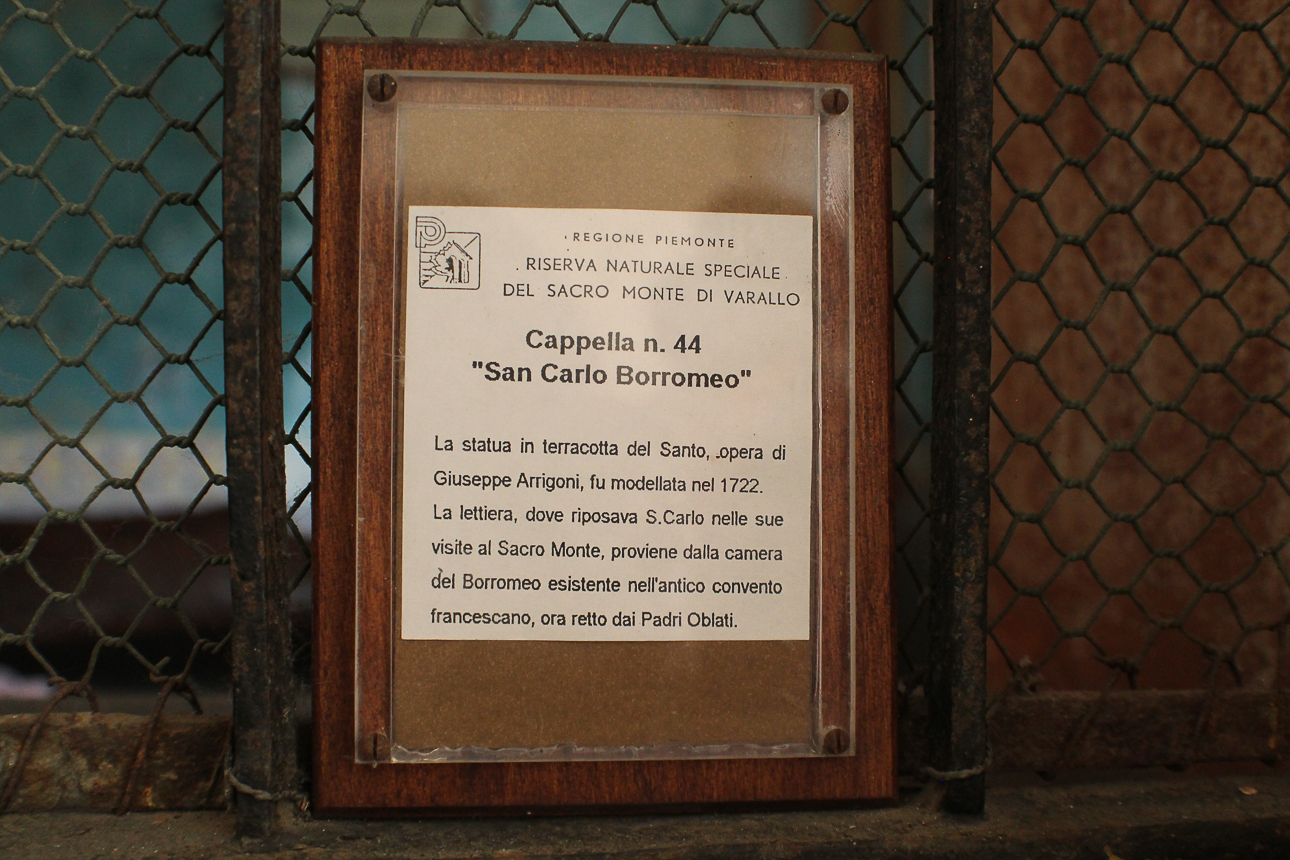 REGIONE PIEMONTE
RISERVA NATURALE SPECIALE
DEL SACRO MONTE DI VARALLO
Cappella n. 44
"San Carlo Borromeo"
La statua in terracotta del Santo, opera di
Giuseppe Arrigoni, fu modellata nel 1722.
La lettiera, dove riposava S.Carlo nelle sue
visite al Sacro Monte, proviene dalla camera
del Borromeo esistente nell'antico convento
francescano, ora retto dai Padri Oblati.